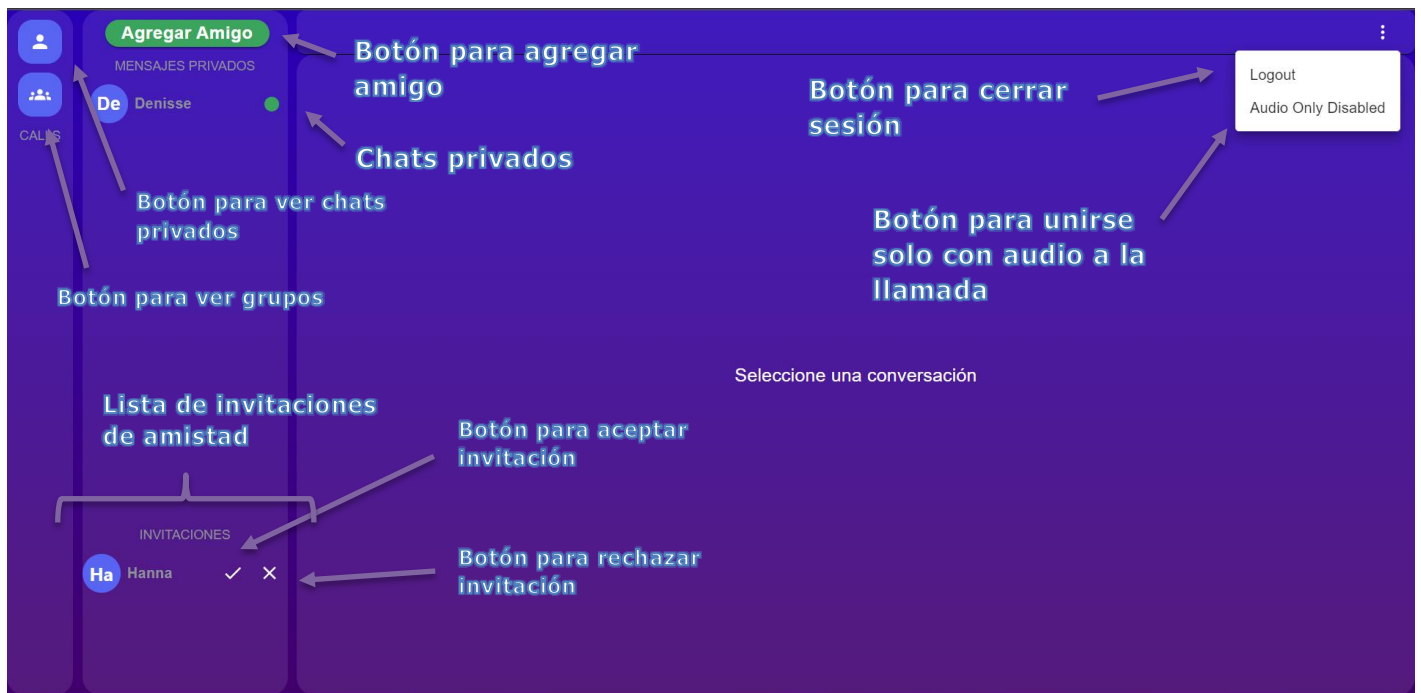 Agregar Amigo
MENSAJES PRIVADOS
De Denisse
CALLS
Botón para agregar
amigo
Chats privados
Botón para ver chats
privados
Botón para ver grupos
Logout
Audio Only Disabled
Botón para cerrar
sesión
Botón para unirse
solo con audio a la
llamada
Seleccione una conversación
Lista de invitaciones
de amistad
Botón para aceptar
invitación
INVITACIONES
Ha Hanna
Botón para rechazar
invitación